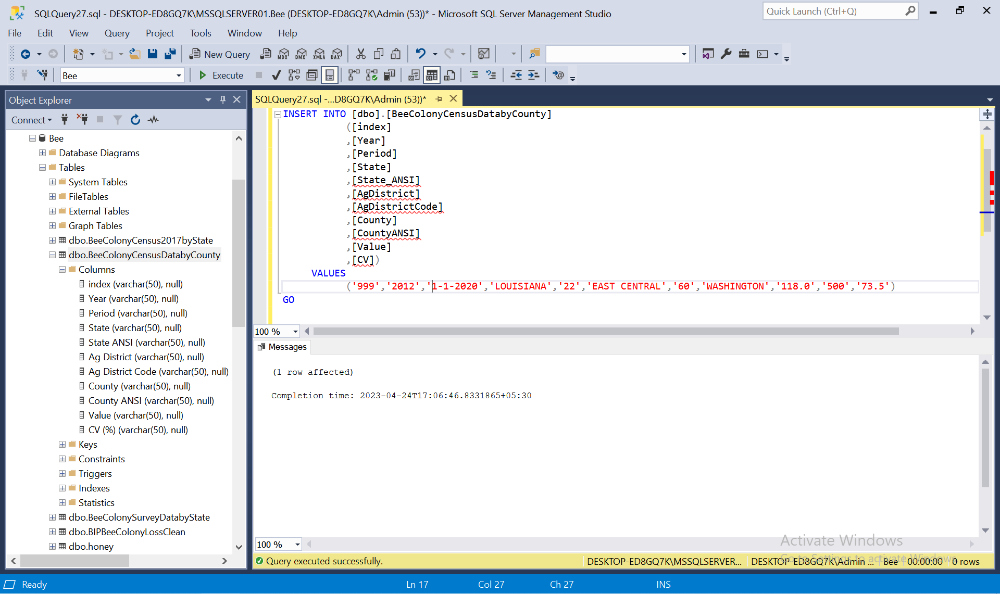 SQLQuery27.sql - DESKTOP-ED8GQ7K\MSSQLSERVER01.Bee (DESKTOP-ED8GQ7K\Admin (53))* - Microsoft SQL Server Management Studio
Quick Launch (Ctrl+Q)
File Edit View Query Project Tools Window Help
New Query MDX DMX XMLA DAX
Bee Execute
Object Explorer
Connect
Bee
Database Diagrams
Tables
System Tables
FileTables
External Tables
Graph Tables
dbo.BeeColonyCensus2017byState
dbo.BeeColonyCensusDatabyCounty
Columns
index (varchar(50), null)
Year (varchar(50), null)
Period (varchar(50), null)
State (varchar(50), null)
State ANSI (varchar(50), null)
Ag District (varchar(50), null)
Ag District Code (varchar(50), null)
County (varchar(50), null)
County ANSI (varchar(50), null)
Value (varchar(50), null)
CV (%) (varchar(50), null)
Keys
Constraints
Triggers
Indexes
Statistics
dbo.BeeColonySurveyDatabyState
dbo.BIPBeeColonyLossClean
dbo.honey
SQLQuery27.sql -...D8GQ7K\Admin (53))*
INSERT INTO [dbo].[BeeColonyCensusDatabyCounty]
([index]
,[Year]
,[Period]
,[State]
,[State_ANSI]
,[AgDistrict]
,[AgDistrictCode]
,[County]
,[CountyANSI]
,[Value]
,[CV])
VALUES
('999','2012','1-1-2020','LOUISIANA','22','EAST CENTRAL','60','WASHINGTON','118.0','500','73.5')
GO
100 %
Messages
(1 row affected)
Completion time: 2023-04-24T17:06:46.8331865+05:30
100 %
Activate Windows
Go to Settings to activate Windows.
Query executed successfully.
DESKTOP-ED8GQ7K\MSSQLSERVER... DESKTOP-ED8GQ7K\Admin ... Bee 00:00:00 0 rows
Ready Ln 17 Col 27 Ch 27 INS